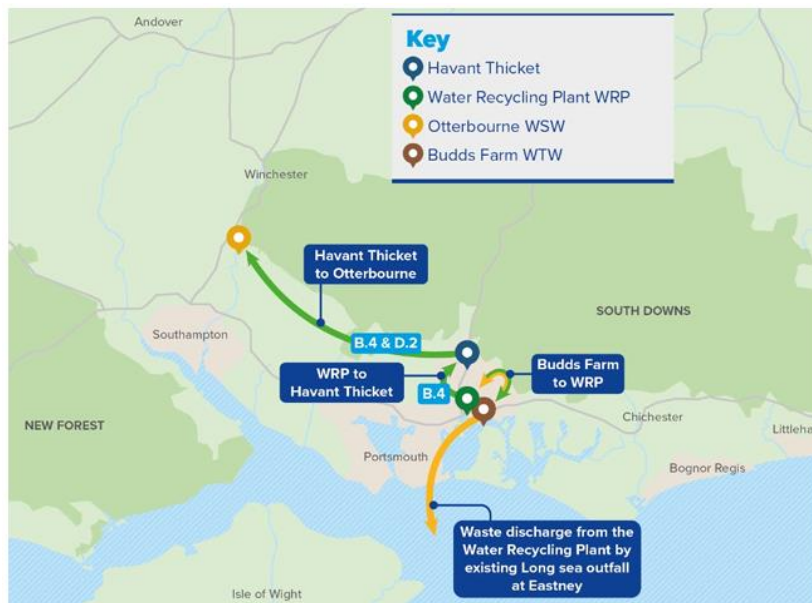 Andover
Key
Havant Thicket
Water Recycling Plant WRP
Otterbourne WSW
Budds Farm WTW
Winchester
Havant Thicket
to Otterbourne
SOUTH DOWNS
Southampton
B.4 & D.2
WRP to
Havant Thicket
B.4
Budds Farm
to WRP
NEW FOREST
Chichester
Littleha
Portsmouth
Bognor Regis
Waste discharge from the
Water Recycling Plant by
existing Long sea outfall
at Eastney
Isle of Wight